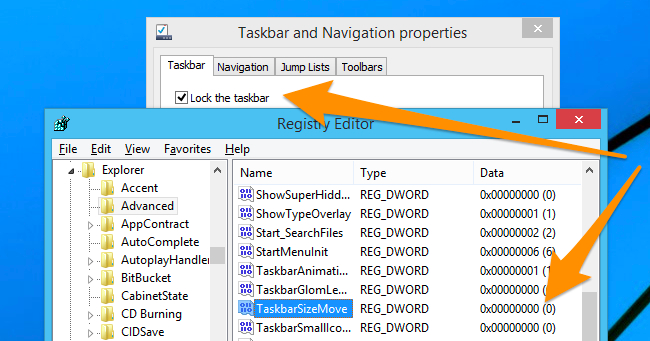 Taskbar and Navigation properties
Taskbar Navigation Jump Lists Toolbars
Lock the taskbar
Registry Editor
File Edit View Favorites Help
Explorer
Accent
Advanced
AppContract
AutoComplete
AutoplayHandler
BitBucket
CabinetState
CD Burning
CIDSave
Name Type Data
ShowSuperHidd... REG_DWORD 0x00000000 (0)
ShowTypeOverlay REG_DWORD 0x00000001 (1)
Start_SearchFiles REG_DWORD 0x00000002 (2)
StartMenuInit REG_DWORD 0x00000006 (6)
TaskbarAnimati... REG_DWORD 0x00000001 (1
TaskbarGlomLe... REG_DWORD 0x00000000 (0)
TaskbarSizeMove REG_DWORD 0x00000000 (0)
TaskbarSmallIco... REG_DWORD 0x00000000 (0)